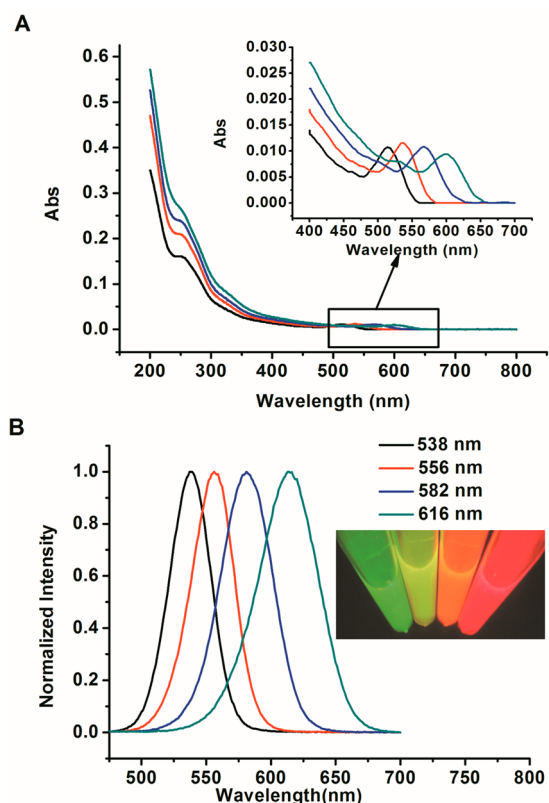 A
0.6
0.5
0.4
0.3
0.2
0.1
0.0
Abs
200 300 400 500 600 700 800
Wavelength (nm)
0.030
0.025
0.020
0.015
0.010
0.005
0.000
Abs
400 450 500 550 600 650 700
Wavelength (nm)
B
538 nm
556 nm
582 nm
616 nm
1.0
0.8
0.6
0.4
0.2
0.0
Normalized Intensity
500 550 600 650 700 750 800
Wavelength(nm)